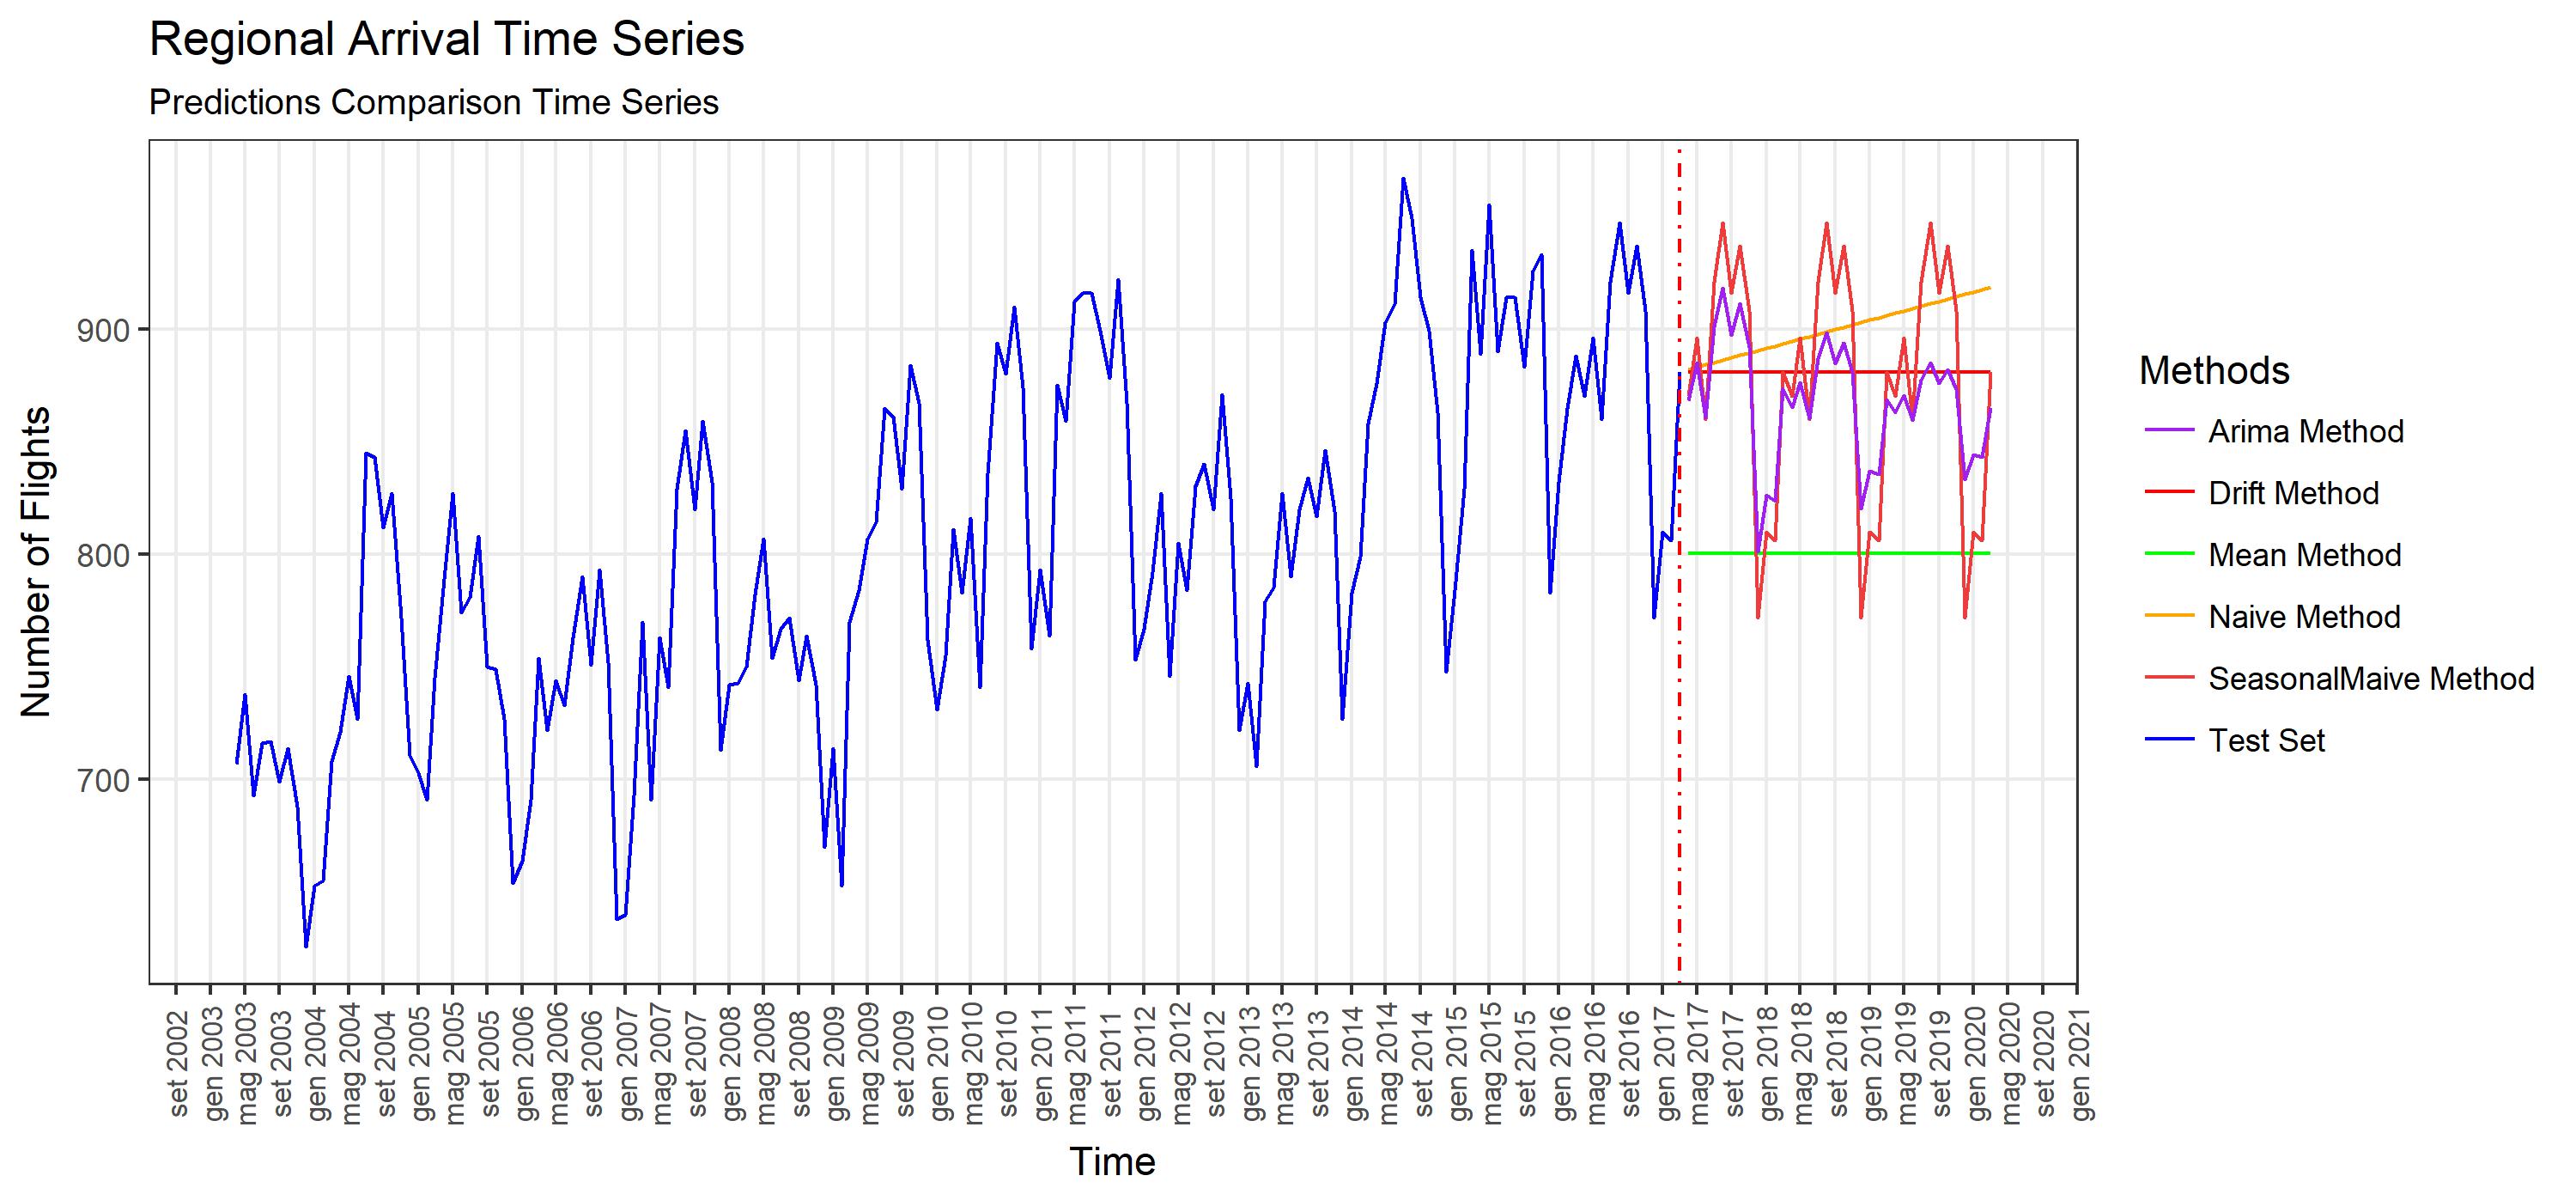 Regional Arrival Time Series
Predictions Comparison Time Series
Number of Flights
900
800
700
set 2002
gen 2003
mag 2003
set 2003
gen 2004
mag 2004
set 2004
gen 2005
mag 2005
set 2005
gen 2006
mag 2006
set 2006
gen 2007
mag 2007
set 2007
gen 2008
mag 2008
set 2008
gen 2009
mag 2009
set 2009
gen 2010
mag 2010
set 2010
gen 2011
mag 2011
set 2011
gen 2012
mag 2012
set 2012
gen 2013
mag 2013
set 2013
gen 2014
mag 2014
set 2014
gen 2015
mag 2015
set 2015
gen 2016
mag 2016
set 2016
gen 2017
mag 2017
set 2017
gen 2018
mag 2018
set 2018
gen 2019
mag 2019
set 2019
gen 2020
mag 2020
set 2020
gen 2021
Time
Methods
Arima Method
Drift Method
Mean Method
Naive Method
SeasonalMaive Method
Test Set